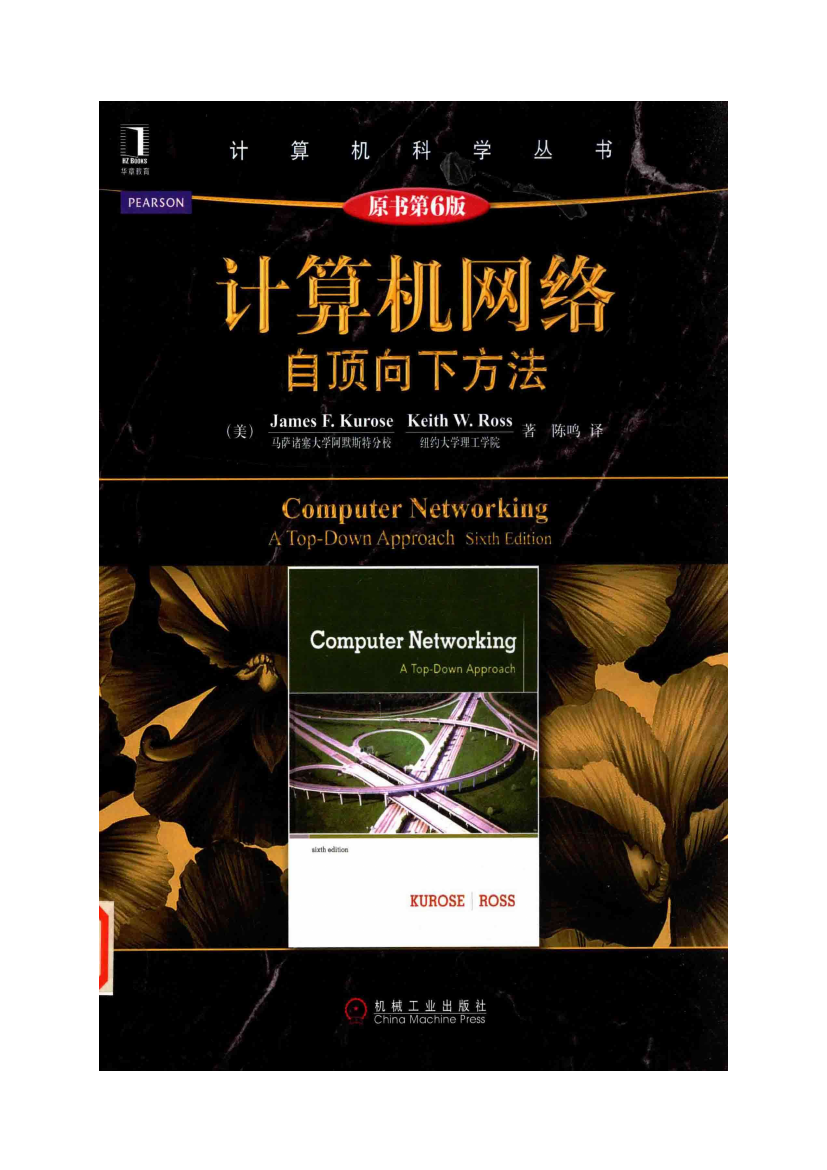 HZ BOOKS
华章教育
计算机科学丛书
PEARSON
原书第6版
计算机网络
自顶向下方法
(美) James F. Kurose Keith W. Ross 著 陈鸣 译
马萨诸塞大学阿默斯特分校 纽约大学理工学院
Computer Networking
A Top-Down Approach Sixth Edition
Computer Networking
A Top-Down Approach
sixth edition
KUROSE | ROSS
机械工业出版社
China Machine Press